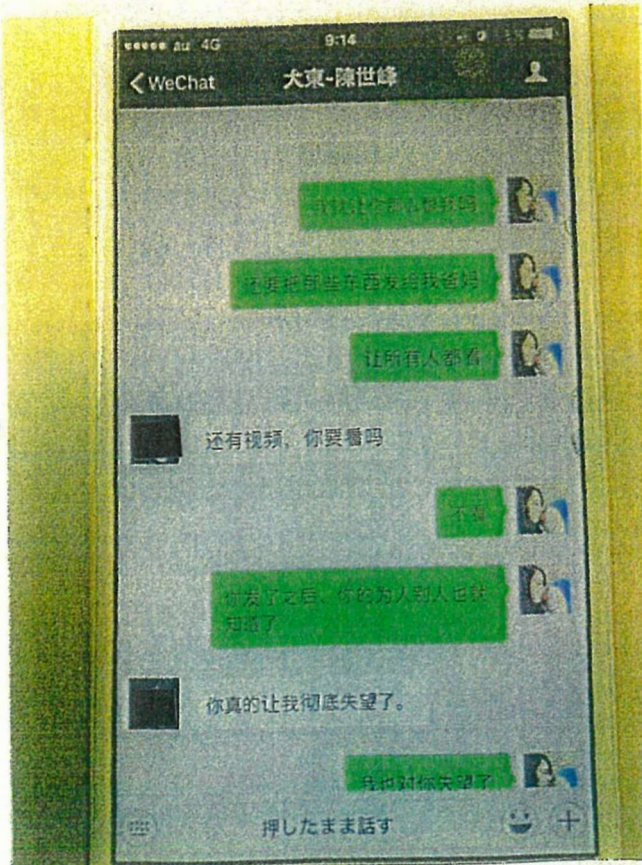 au 4G
9:14
WeChat
大東-陳世峰
还要把那些东西发给我爸妈
让所有人都看
还有视频，你要看吗
不看
你发了之后，你的为人别人也就
知道了
你真的让我彻底失望了。
我也对你失望了
押したまま話す